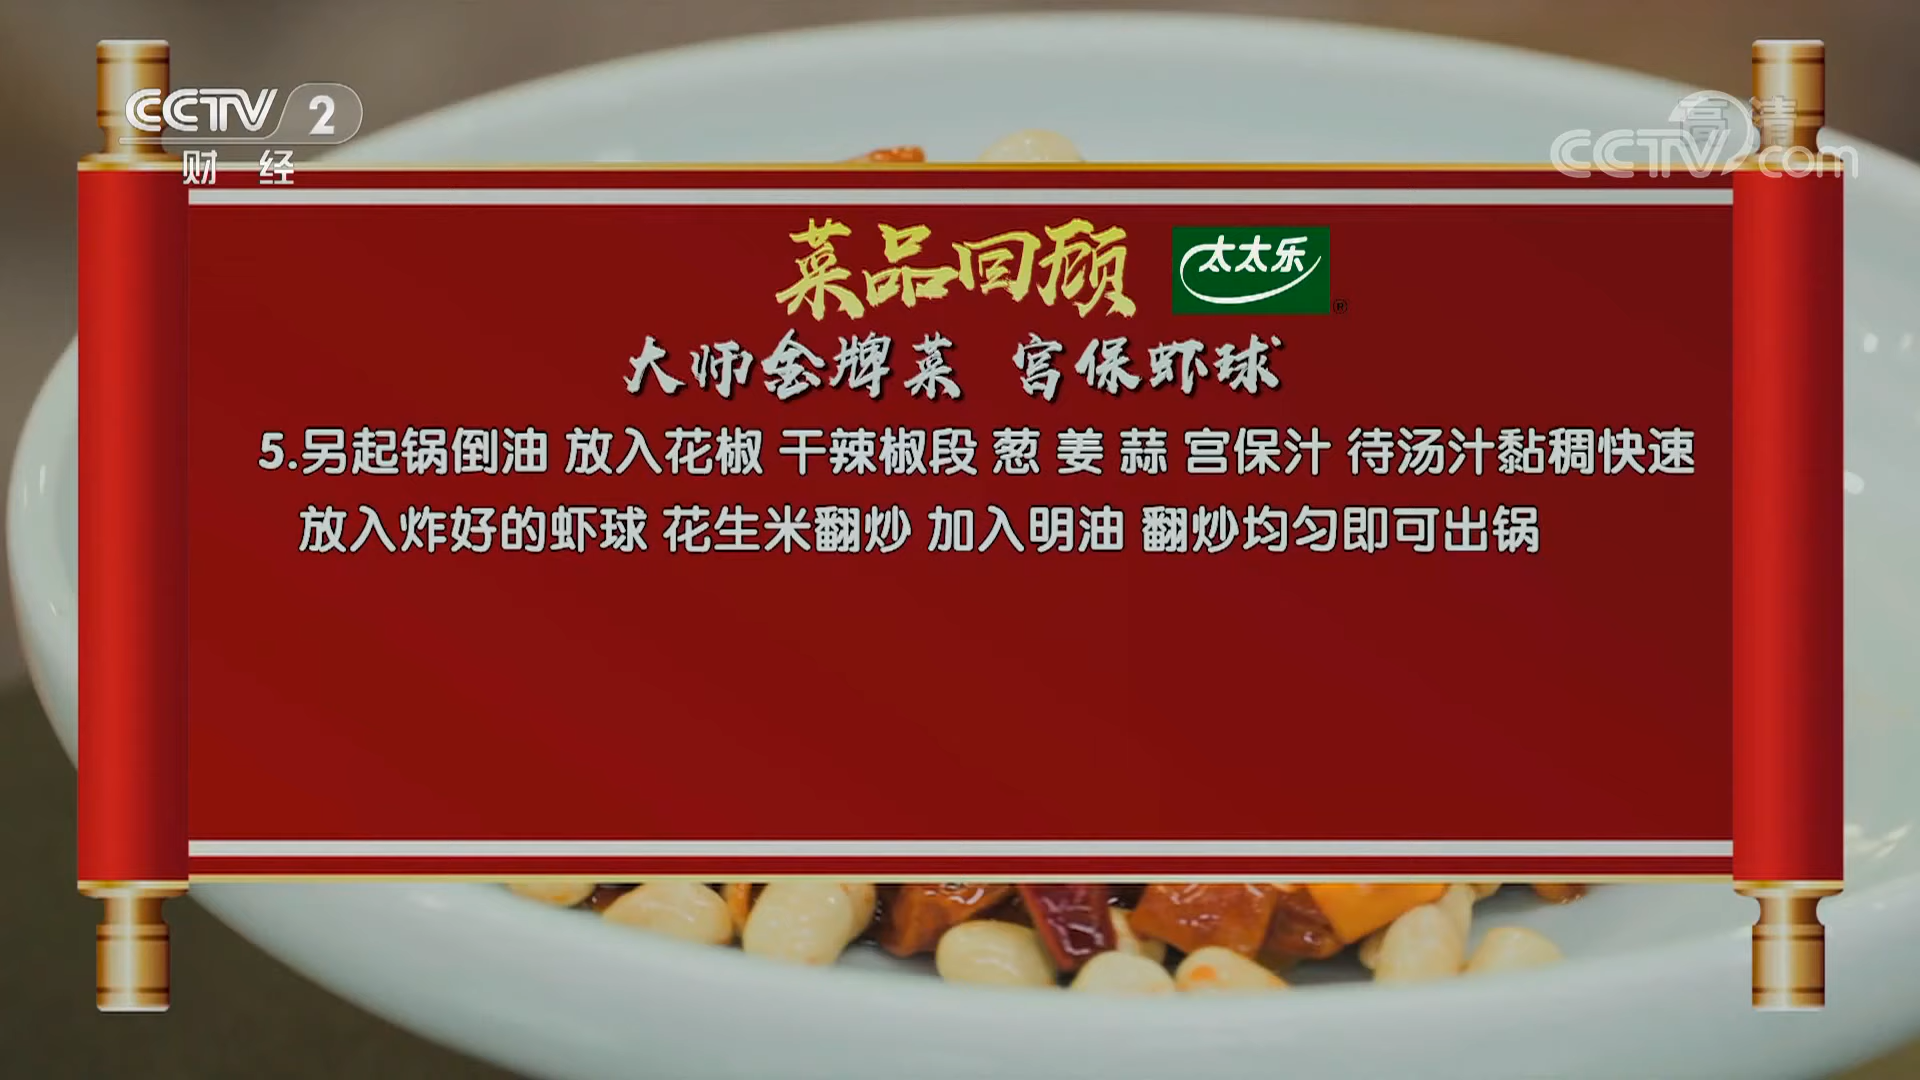 CCTV 2
财 经
高清
CCTV.com
菜品回顾
太太乐®
大师金牌菜 宫保虾球
5.另起锅倒油 放入花椒 干辣椒段 葱 姜 蒜 宫保汁 待汤汁黏稠快速
放入炸好的虾球 花生米翻炒 加入明油 翻炒均匀即可出锅